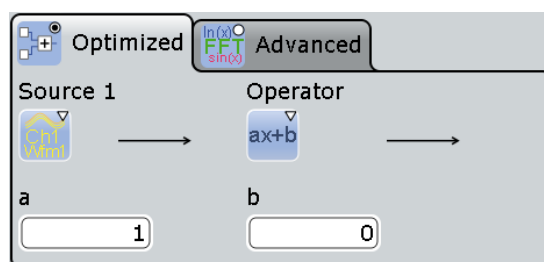 Optimized
ln(x)
FFT
sin(x)
Advanced
Source 1
Operator
Ch1
Wfm1
ax+b
a
b
1
0